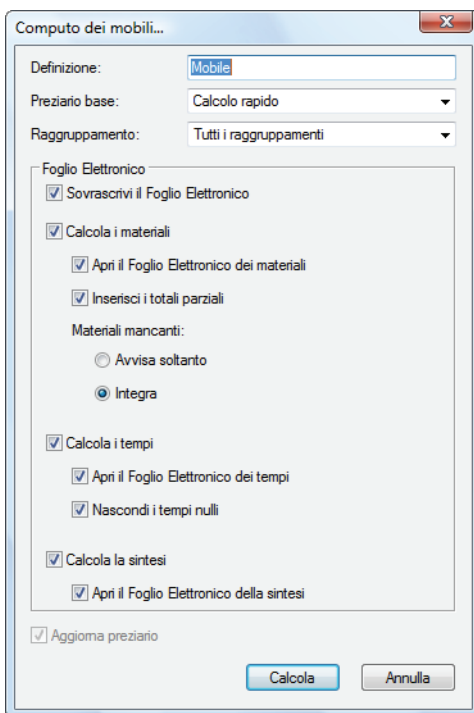 Computo dei mobili...
Definizione: Mobile
Preziario base: Calcolo rapido
Raggruppamento: Tutti i raggruppamenti
Foglio Elettronico
Sovrascrivi il Foglio Elettronico
Calcola i materiali
Apri il Foglio Elettronico dei materiali
Inserisci i totali parziali
Materiali mancanti:
Avvisa soltanto
Integra
Calcola i tempi
Apri il Foglio Elettronico dei tempi
Nascondi i tempi nulli
Calcola la sintesi
Apri il Foglio Elettronico della sintesi
Aggiorna preziario
Calcola Annulla